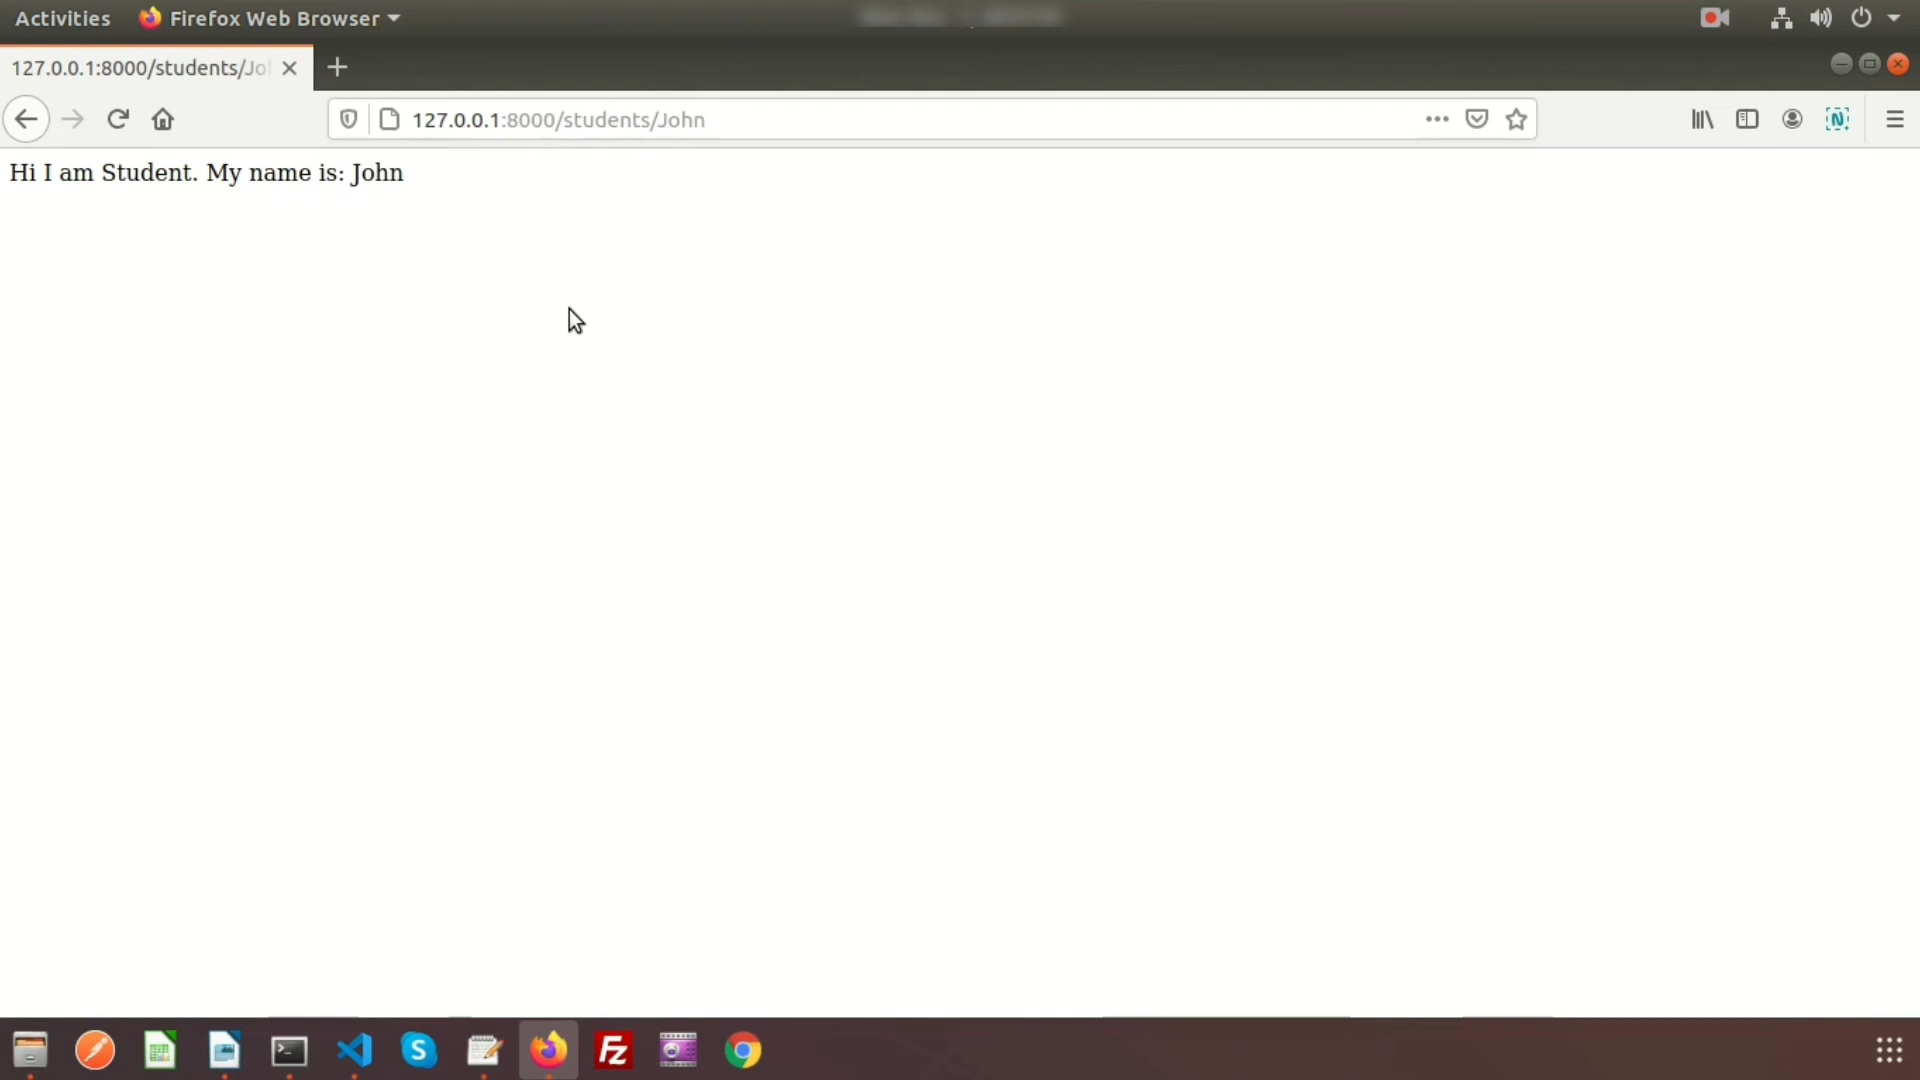 Activities Firefox Web Browser
127.0.0.1:8000/students/Jo
127.0.0.1:8000/students/John
Hi I am Student. My name is: John